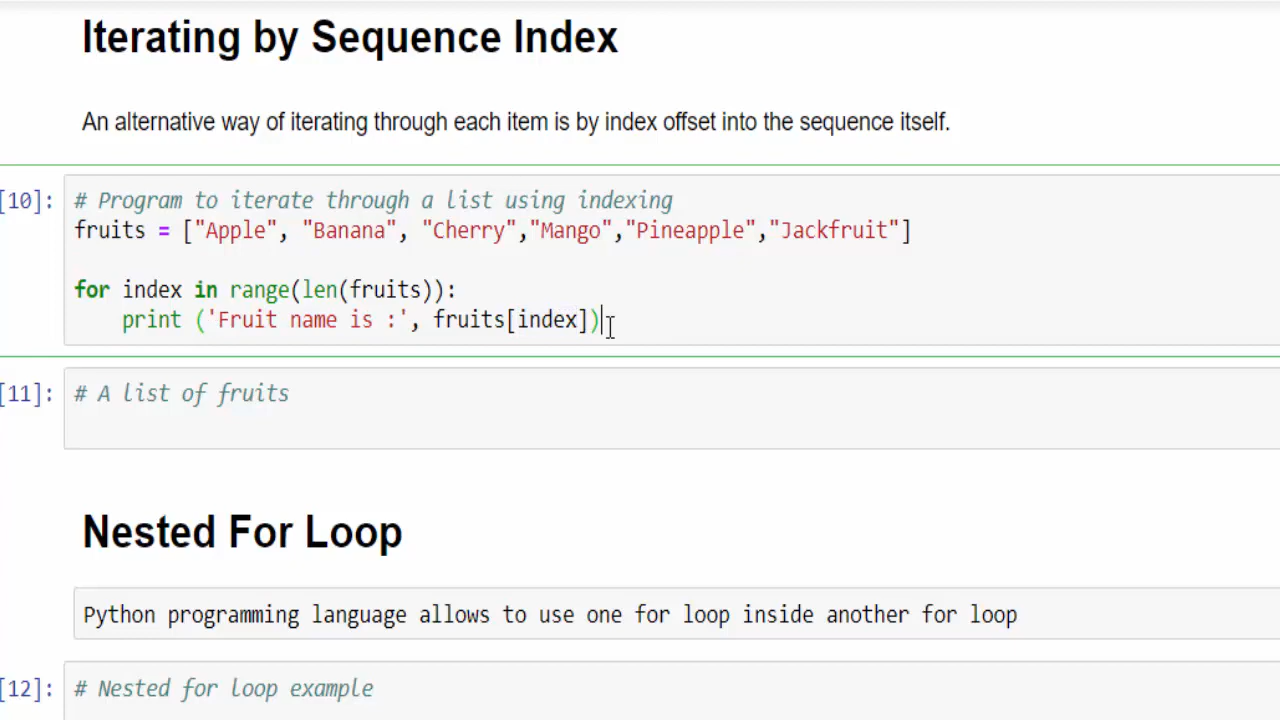 Iterating by Sequence Index
An alternative way of iterating through each item is by index offset into the sequence itself.
[10]: # Program to iterate through a list using indexing
fruits = ["Apple", "Banana", "Cherry","Mango","Pineapple","Jackfruit"]
for index in range(len(fruits)):
    print ('Fruit name is :', fruits[index])
[11]: # A list of fruits
Nested For Loop
Python programming language allows to use one for loop inside another for loop
[12]: # Nested for loop example